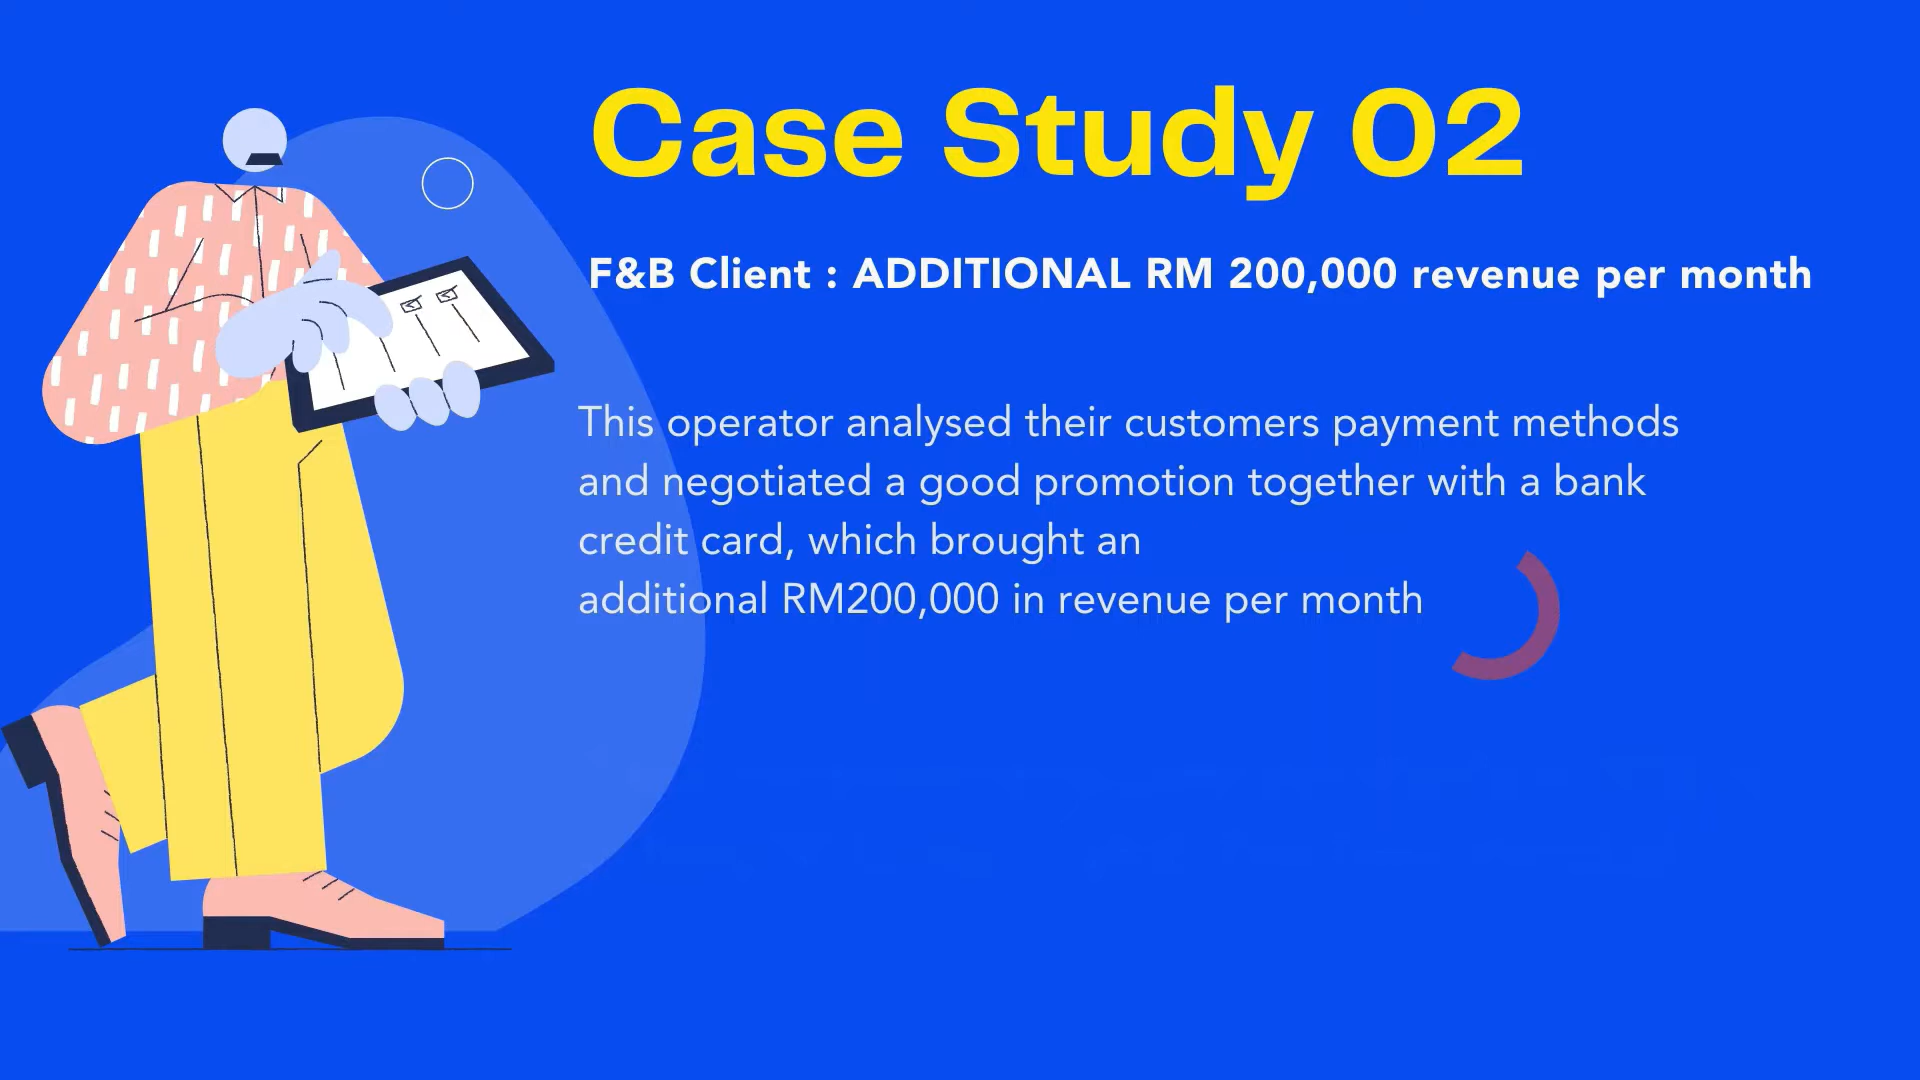 Case Study 02
F&B Client : ADDITIONAL RM 200,000 revenue per month
This operator analysed their customers payment methods
and negotiated a good promotion together with a bank
credit card, which brought an
additional RM200,000 in revenue per month